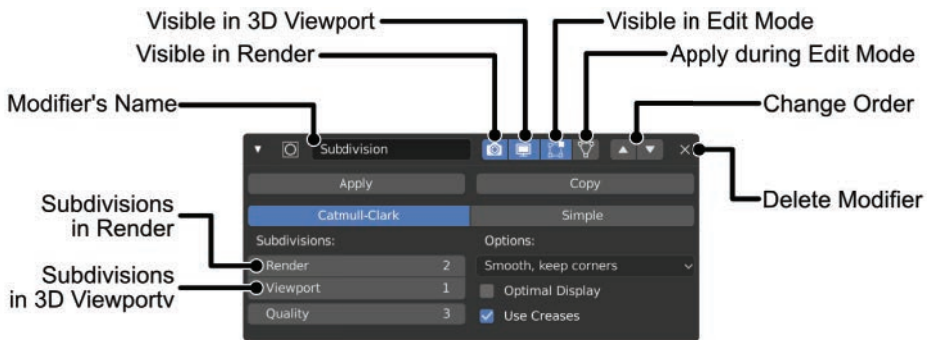 Visible in 3D Viewport
Visible in Edit Mode
Visible in Render
Apply during Edit Mode
Modifier's Name
Change Order
Subdivision
Apply
Copy
Delete Modifier
Catmull-Clark
Simple
Subdivisions
in Render
Subdivisions:
Options:
Render 2
Smooth, keep corners
Subdivisions
in 3D Viewportv
Viewport 1
Optimal Display
Quality 3
Use Creases